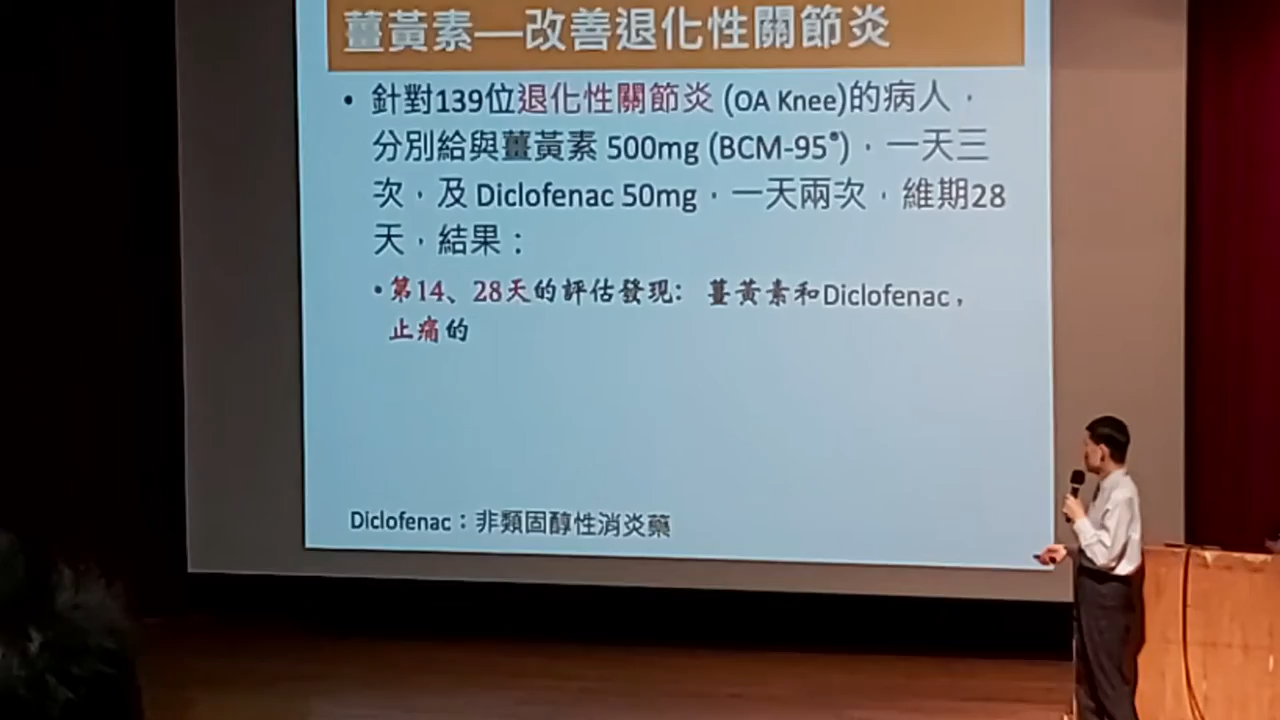 薑黃素—改善退化性關節炎
• 針對139位退化性關節炎 (OA Knee)的病人，
分別給與薑黃素 500mg (BCM-95®)，一天三
次，及 Diclofenac 50mg，一天兩次，維期28
天，結果：
• 第14、28天的評估發現: 薑黃素和Diclofenac，
止痛的
Diclofenac：非類固醇性消炎藥